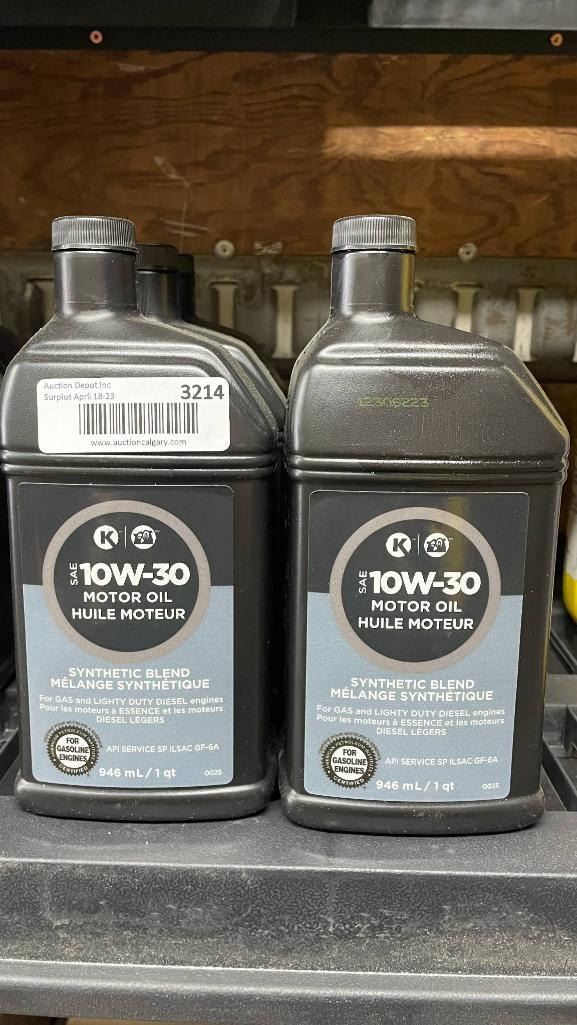 Auction Depot Inc
Surplus April 18-23
3214
www.auctioncalgary.com
K
SAE 10W-30
MOTOR OIL
HUILE MOTEUR
SYNTHETIC BLEND
MÉLANGE SYNTHÉTIQUE
For GAS and LIGHTY DUTY DIESEL engines
Pour les moteurs à ESSENCE et les moteurs
DIESEL LÉGERS
FOR
GASOLINE
ENGINES
CERTIFIED
API SERVICE SP ILSAC GF-6A
946 mL / 1 qt
0025
12306223
K
SAE 10W-30
MOTOR OIL
HUILE MOTEUR
SYNTHETIC BLEND
MÉLANGE SYNTHÉTIQUE
For GAS and LIGHTY DUTY DIESEL engines
Pour les moteurs à ESSENCE et les moteurs
DIESEL LÉGERS
FOR
GASOLINE
ENGINES
CERTIFIED
API SERVICE SP ILSAC GF-6A
946 mL / 1 qt
0025